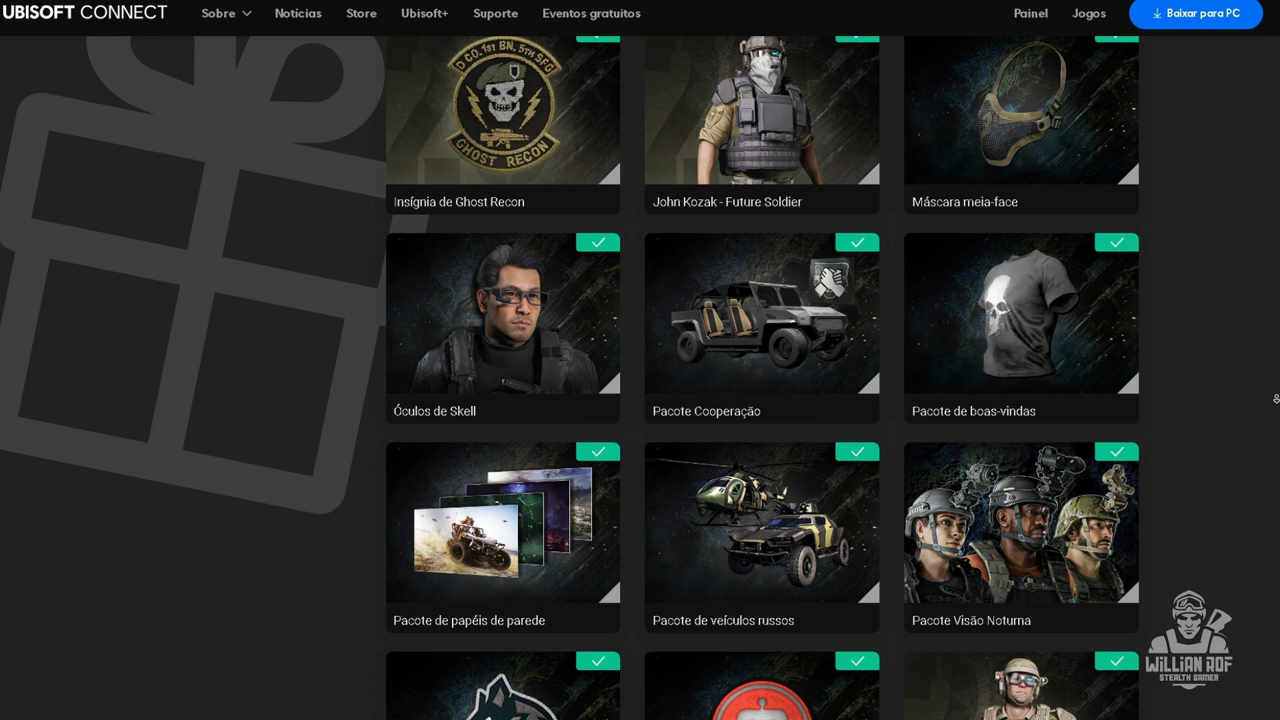 UBISOFT CONNECT
Sobre
Notícias
Store
Ubisoft+
Suporte
Eventos gratuitos
Painel
Jogos
Baixar para PC
D CO. 1ST BN. 5TH SFG
GHOST RECON
Insígnia de Ghost Recon
John Kozak - Future Soldier
Máscara meia-face
Óculos de Skell
Pacote Cooperação
Pacote de boas-vindas
Pacote de papéis de parede
Pacote de veículos russos
Pacote Visão Noturna
WILLIAN ROF
STEALTH GAMER